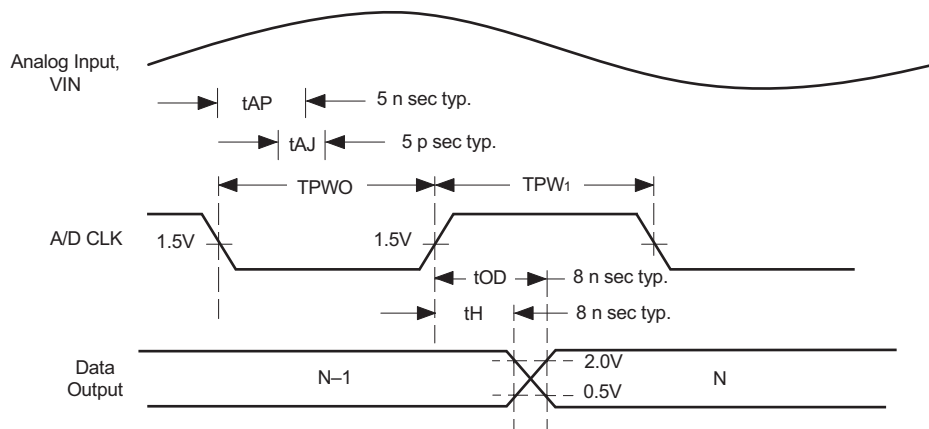 Analog Input,
VIN
tAP
5 n sec typ.
tAJ
5 p sec typ.
TPWO
TPW1
A/D CLK
1.5V
1.5V
tOD
8 n sec typ.
tH
8 n sec typ.
Data
Output
N–1
2.0V
0.5V
N